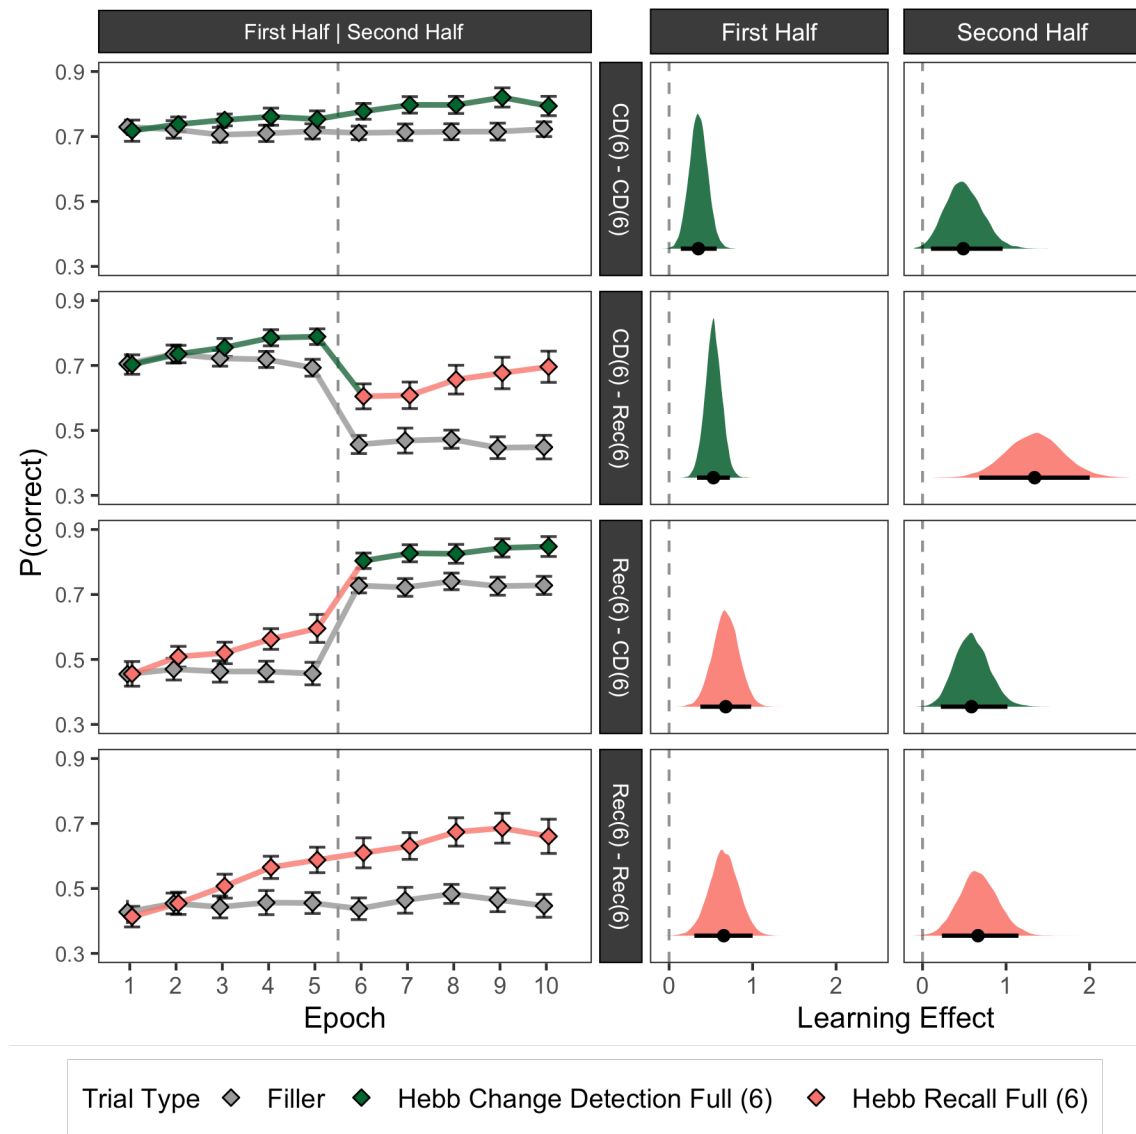 First Half | Second Half
First Half
Second Half
P(correct)
0.9
0.7
0.5
0.3
CD(6) - CD(6)
0.9
0.7
0.5
0.3
CD(6) - Rec(6)
0.9
0.7
0.5
0.3
Rec(6) - CD(6)
0.9
0.7
0.5
0.3
Rec(6) - Rec(6)
1 2 3 4 5 6 7 8 9 10
0 1 2
0 1 2
Epoch
Learning Effect
Trial Type Filler Hebb Change Detection Full (6) Hebb Recall Full (6)